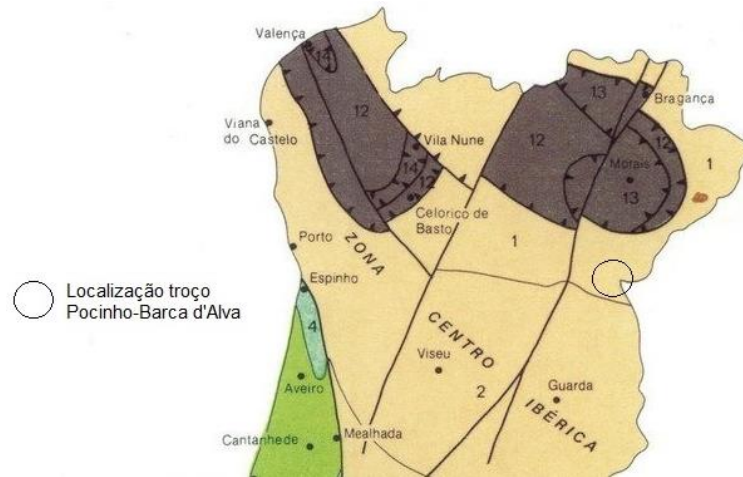 Valença
14
13
Bragança
12
12
12
Viana
do Castelo
Vila Nune
Morais
1
14
12
13
Celorico de
Basto
Porto
ZONA
1
Espinho
Localização troço
Pocinho-Barca d'Alva
4
CENTRO
Viseu
Aveiro
2
Guarda
IBÉRICA
Cantanhede
Mealhada